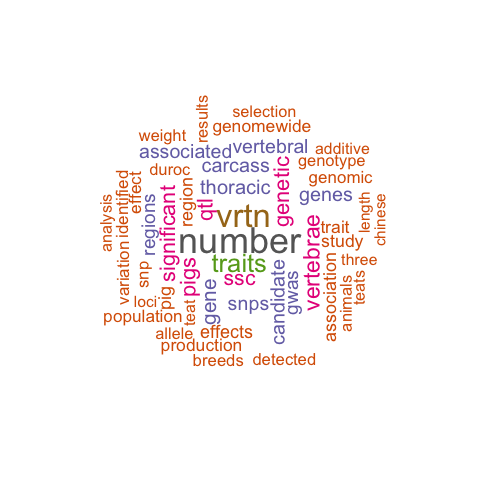 results
selection
weight
genomewide
associated
vertebral
additive
carcass
genotype
duroc
thoracic
genetic
genomic
identified
effect
region
qtl
genes
significant
vrtn
length
chinese
analysis
regions
number
vertebrae
trait
study
variation
snp
pigs
traits
ssc
candidate
gwas
association
three
animals
teats
loci
pig
teat
gene
snps
population
allele
effects
production
breeds
detected